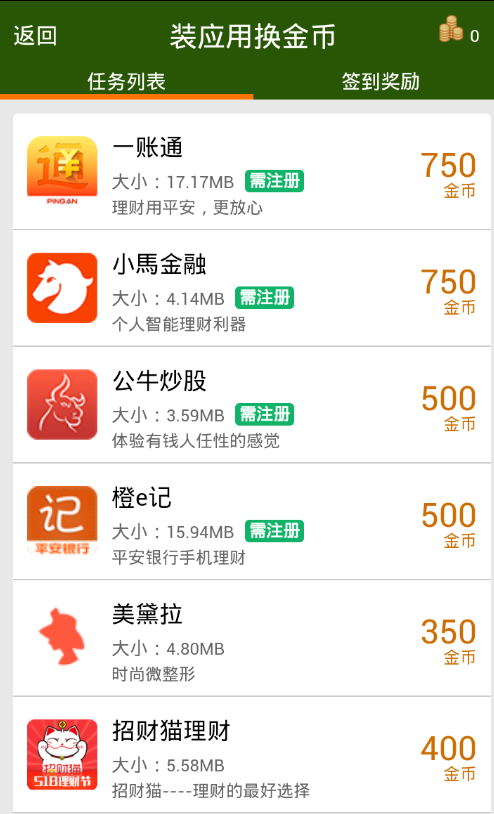 返回
装应用换金币
0
任务列表
签到奖励
通
¥
PINGAN
一账通
大小：17.17MB 需注册
理财用平安，更放心
750
金币
小馬金融
大小：4.14MB 需注册
个人智能理财利器
750
金币
公牛炒股
大小：3.59MB 需注册
体验有钱人任性的感觉
500
金币
记
平安银行
橙e记
大小：15.94MB 需注册
平安银行手机理财
500
金币
美黛拉
大小：4.80MB
时尚微整形
350
金币
招财猫
518理财节
招财猫理财
大小：5.58MB
招财猫----理财的最好选择
400
金币